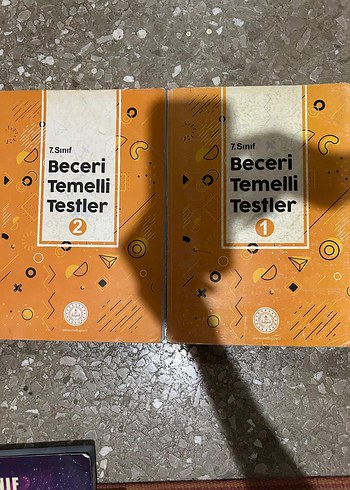 7. Sınıf
Beceri
Temelli
Testler
2
7. Sınıf
Beceri
Temelli
Testler
1